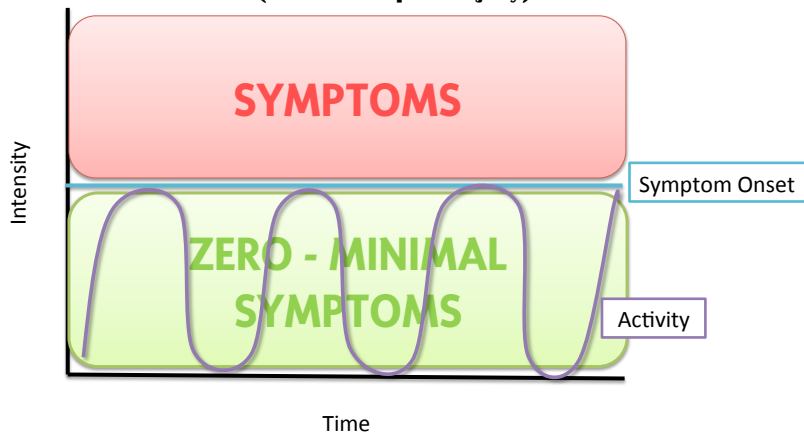 SYMPTOMS
Intensity
Symptom Onset
ZERO - MINIMAL
SYMPTOMS
Activity
Time